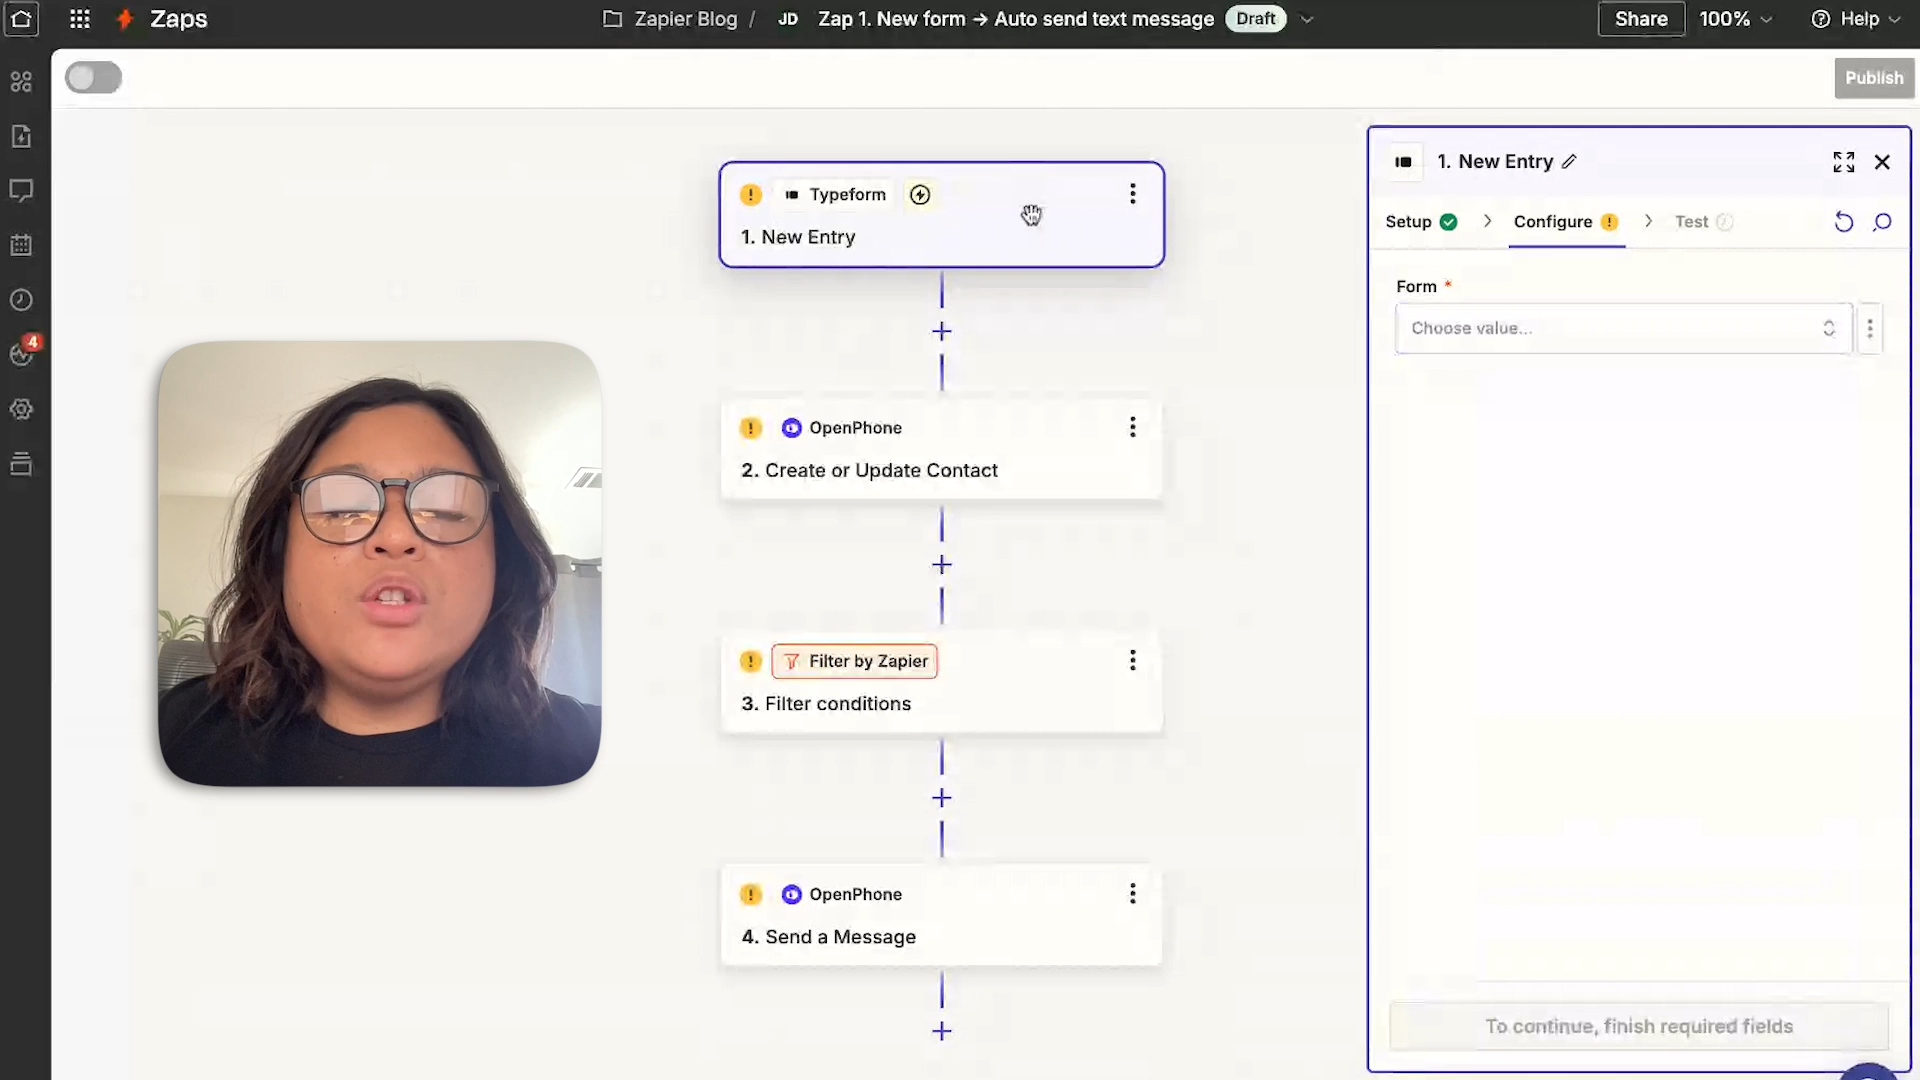 Zaps
Zapier Blog / JD Zap 1. New form → Auto send text message Draft
Share 100% Help
Publish
4
Typeform
1. New Entry
OpenPhone
2. Create or Update Contact
Filter by Zapier
3. Filter conditions
OpenPhone
4. Send a Message
1. New Entry
Setup Configure Test
Form *
Choose value...
To continue, finish required fields